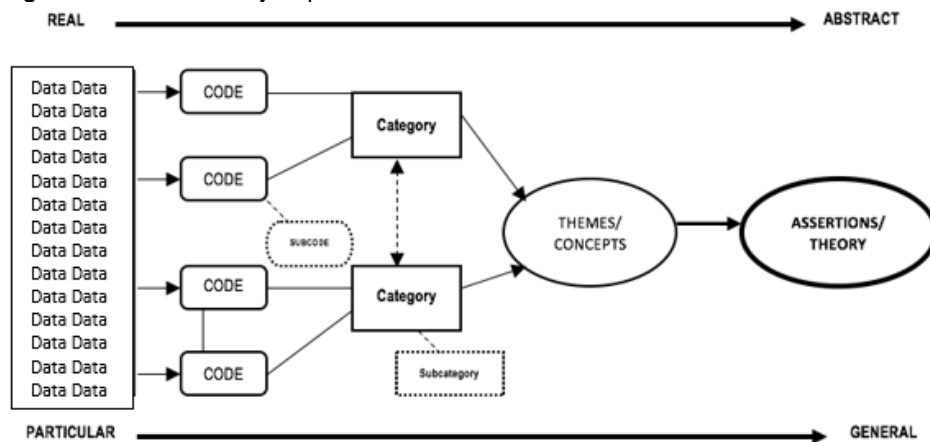 REAL
ABSTRACT
Data Data
Data Data
Data Data
Data Data
Data Data
Data Data
Data Data
Data Data
Data Data
Data Data
Data Data
Data Data
Data Data
Data Data
CODE
CODE
SUBCODE
CODE
CODE
Category
Category
Subcategory
THEMES/
CONCEPTS
ASSERTIONS/
THEORY
PARTICULAR
GENERAL